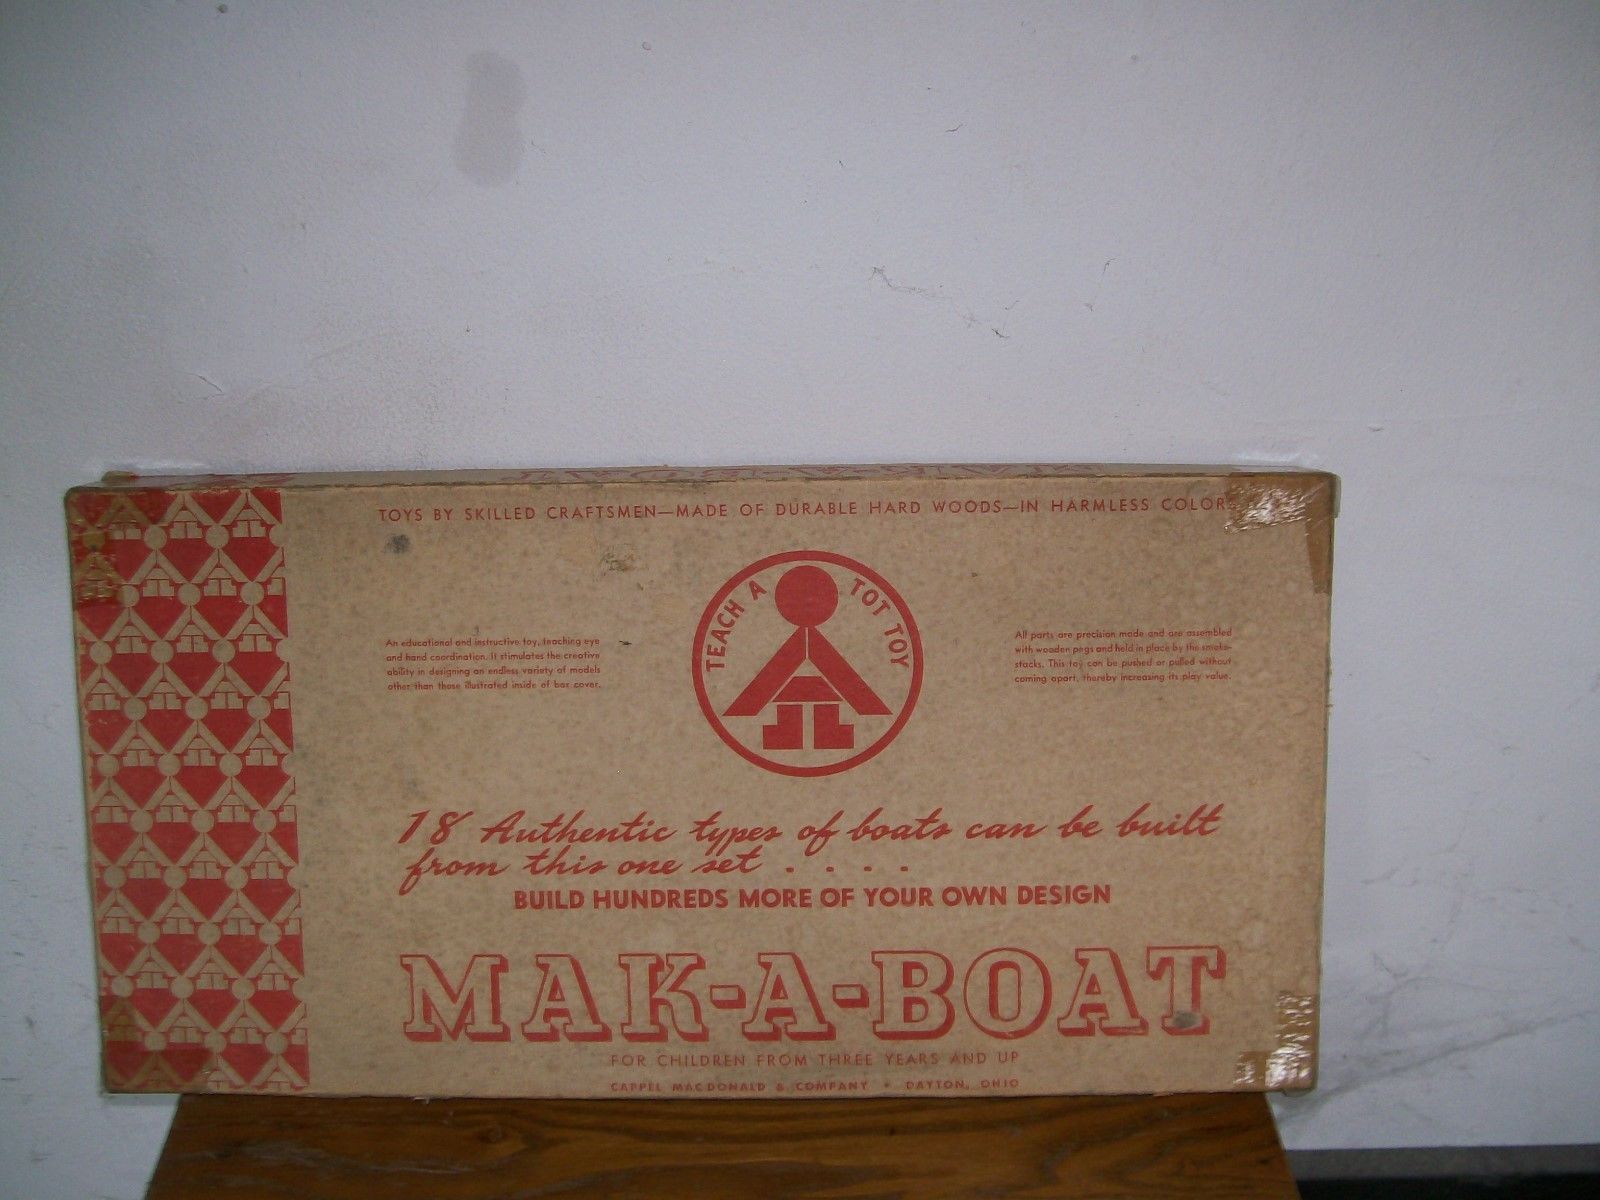 MAK-A-BOAT
TOYS BY SKILLED CRAFTSMEN—MADE OF DURABLE HARD WOODS—IN HARMLESS COLORS
TEACH A TOT TOY
An educational and instructive toy, teaching eye
and hand coordination. It stimulates the creative
ability in designing an endless variety of models
other than those illustrated inside of box cover.
All parts are precision made and are assembled
with wooden pegs and held in place by the smoke-
stacks. This toy can be pushed or pulled without
coming apart, thereby increasing its play value.
18 Authentic types of boats can be built
from this one set . . . .
BUILD HUNDREDS MORE OF YOUR OWN DESIGN
MAK-A-BOAT
FOR CHILDREN FROM THREE YEARS AND UP
CAPPEL MACDONALD & COMPANY • DAYTON, OHIO